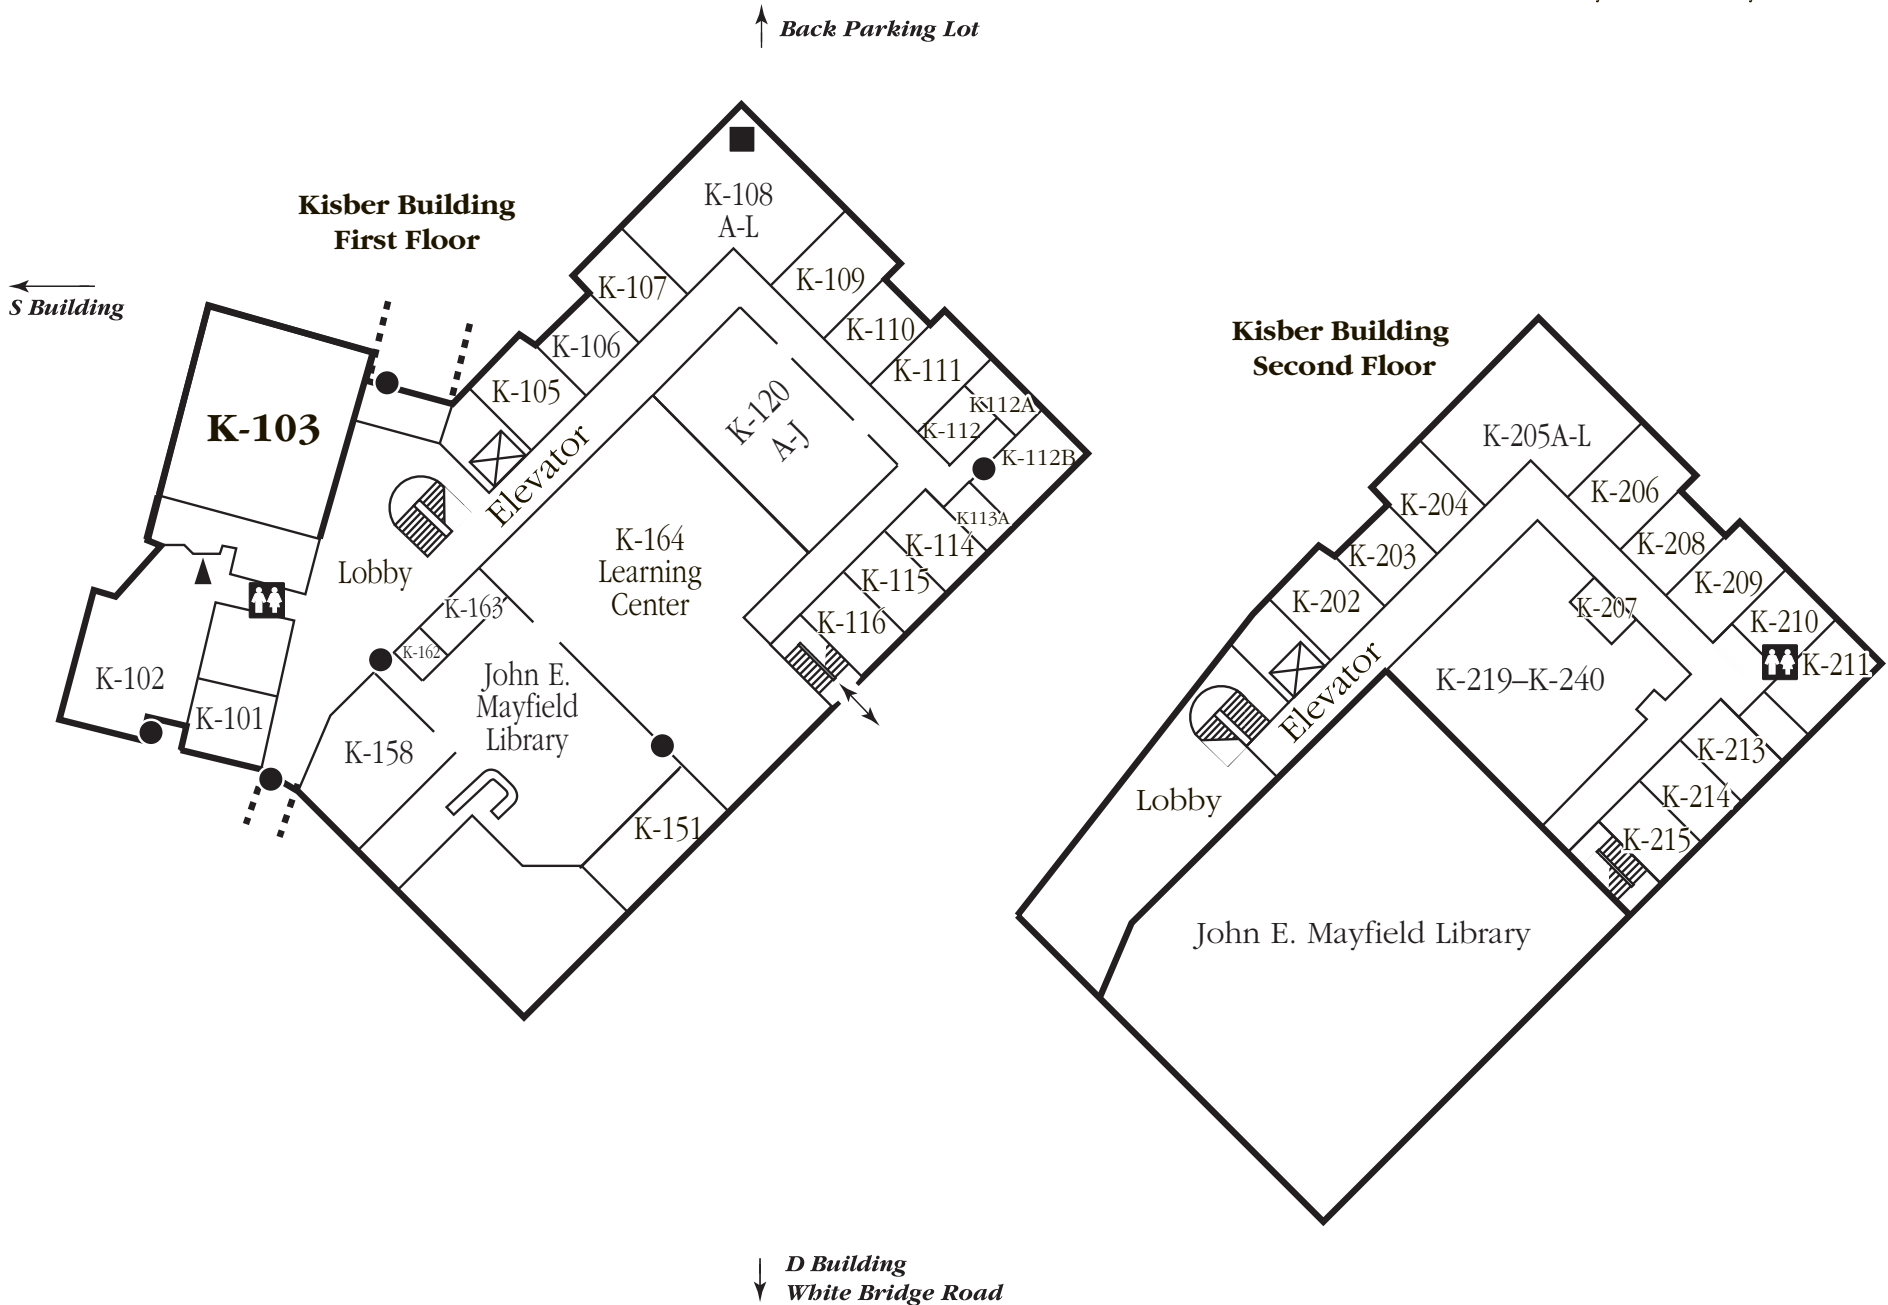 Back Parking Lot
Kisber Building
First Floor
S Building
K-108
A-L
K-107
K-109
K-106
K-110
K-105
K-111
K-103
K-120
A-J
K112A
K-112
K-112B
Elevator
K113A
K-114
K-115
K-116
K-164
Learning
Center
Lobby
K-163
K-162
John E.
Mayfield
Library
K-102
K-101
K-158
K-151
Kisber Building
Second Floor
K-205A-L
K-204
K-206
K-203
K-208
K-202
K-209
K-207
K-210
K-211
Elevator
K-219–K-240
K-213
K-214
K-215
Lobby
John E. Mayfield Library
D Building
White Bridge Road